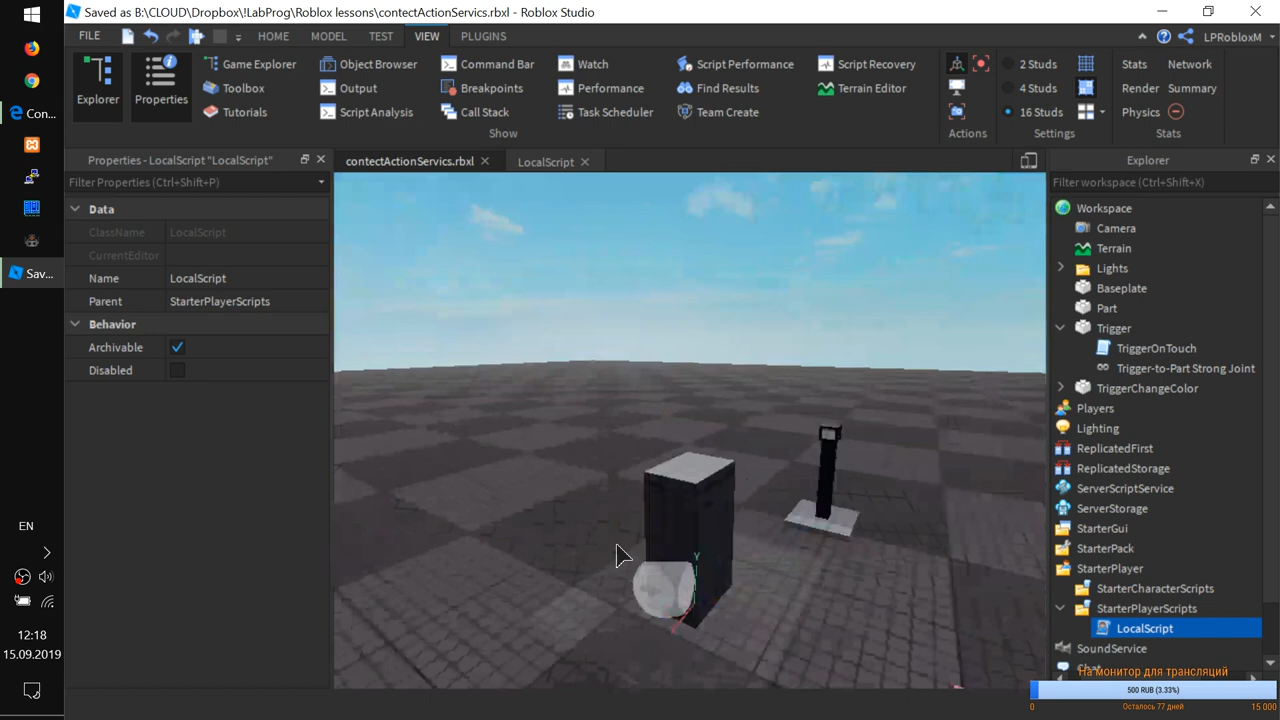 Saved as B:\CLOUD\Dropbox\!LabProg\Roblox lessons\contectActionServics.rbxl - Roblox Studio
FILE HOME MODEL TEST VIEW PLUGINS LPRobloxM
Explorer
Properties
Game Explorer
Toolbox
Tutorials
Object Browser
Output
Script Analysis
Command Bar
Breakpoints
Call Stack
Watch
Performance
Task Scheduler
Script Performance
Find Results
Team Create
Script Recovery
Terrain Editor
Show
Actions
2 Studs
4 Studs
16 Studs
Settings
Stats Network
Render Summary
Physics
Stats
Con...
Sav...
EN
12:18
15.09.2019
Properties - LocalScript "LocalScript"
Filter Properties (Ctrl+Shift+P)
Data
ClassName LocalScript
CurrentEditor
Name LocalScript
Parent StarterPlayerScripts
Behavior
Archivable
Disabled
contectActionServics.rbxl LocalScript
Y
Explorer
Filter workspace (Ctrl+Shift+X)
Workspace
Camera
Terrain
Lights
Baseplate
Part
Trigger
TriggerOnTouch
Trigger-to-Part Strong Joint
TriggerChangeColor
Players
Lighting
ReplicatedFirst
ReplicatedStorage
ServerScriptService
ServerStorage
StarterGui
StarterPack
StarterPlayer
StarterCharacterScripts
StarterPlayerScripts
LocalScript
SoundService
На монитор для трансляций
500 RUB (3.33%)
0 Осталось 77 дней 15 000